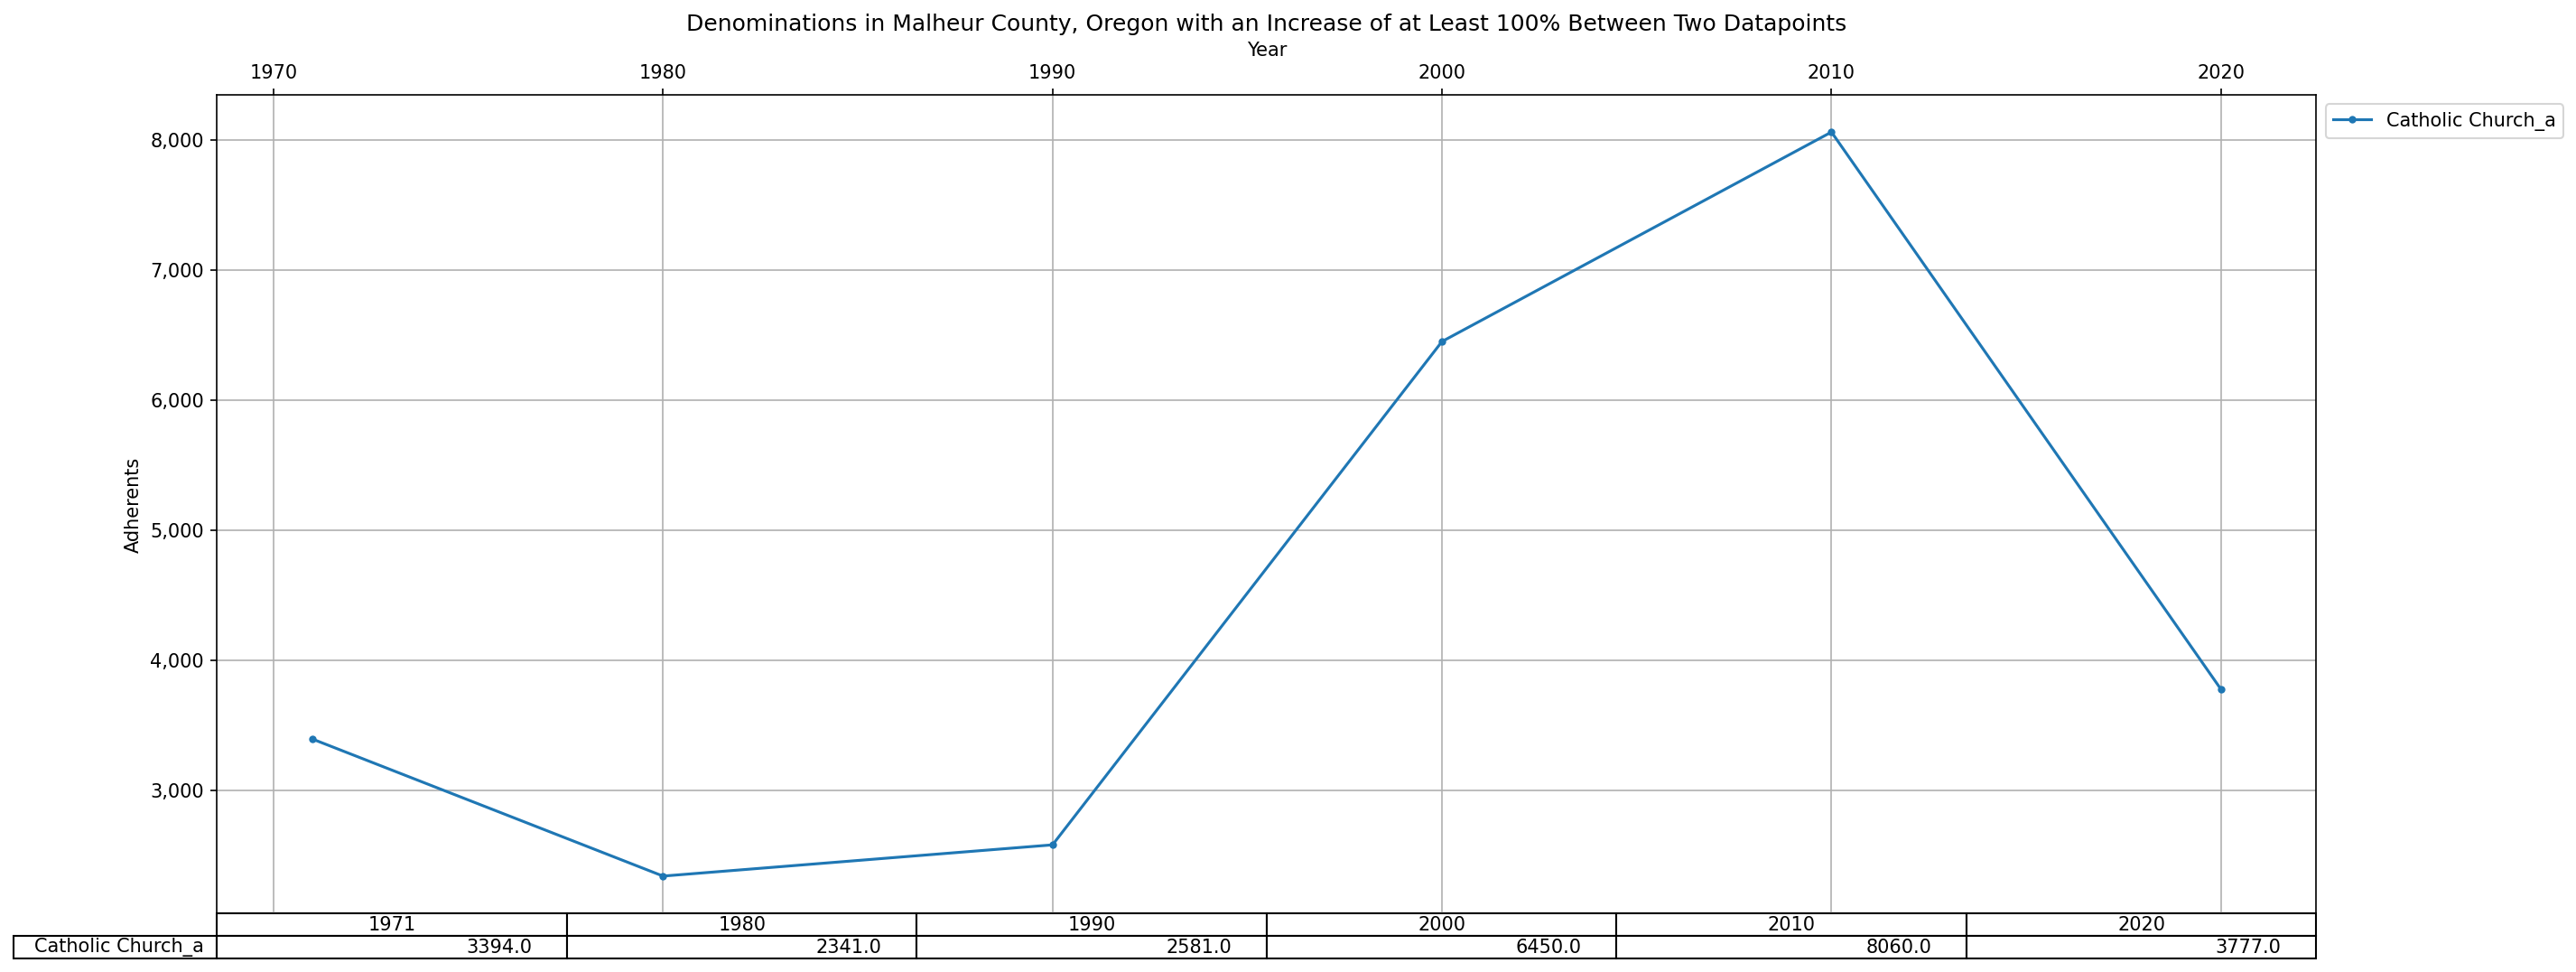 Denominations in Malheur County, Oregon with an Increase of at Least 100% Between Two Datapoints
Year
1970 1980 1990 2000 2010 2020
Catholic Church_a
8,000
7,000
6,000
5,000
4,000
3,000
Adherents
1971 1980 1990 2000 2010 2020
Catholic Church_a 3394.0 2341.0 2581.0 6450.0 8060.0 3777.0